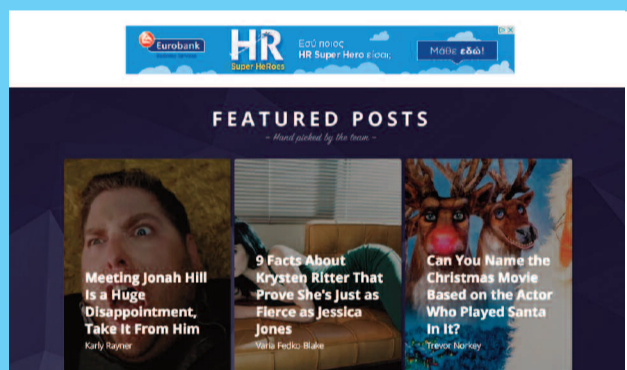 Eurobank
HR
Super HeRoes
Εσύ ποιος
HR Super Hero είσαι;
Μάθε εδώ!
FEATURED POSTS
~ Hand picked by the team ~
Meeting Jonah Hill
Is a Huge
Disappointment,
Take It From Him
Karly Rayner
9 Facts About
Krysten Ritter That
Prove She's Just as
Fierce as Jessica
Jones
Varia Fedko-Blake
Can You Name the
Christmas Movie
Based on the Actor
Who Played Santa
In It?
Trevor Norkey